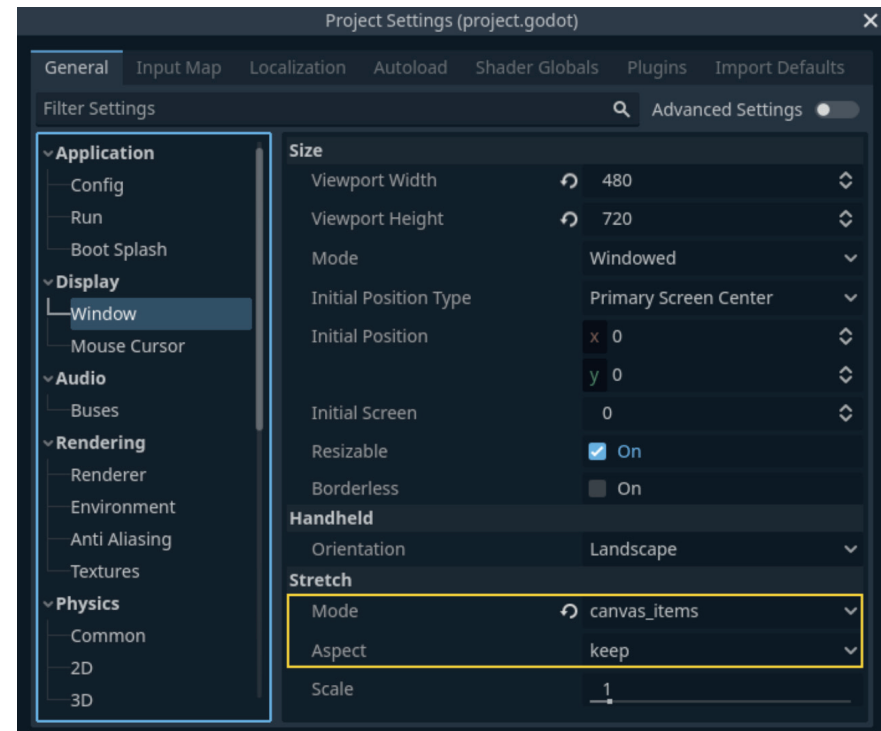 Project Settings (project.godot)
General Input Map Localization Autoload Shader Globals Plugins Import Defaults
Filter Settings Advanced Settings
Application
Config
Run
Boot Splash
Display
Window
Mouse Cursor
Audio
Buses
Rendering
Renderer
Environment
Anti Aliasing
Textures
Physics
Common
2D
3D
Size
Viewport Width 480
Viewport Height 720
Mode Windowed
Initial Position Type Primary Screen Center
Initial Position x 0
y 0
Initial Screen 0
Resizable On
Borderless On
Handheld
Orientation Landscape
Stretch
Mode canvas_items
Aspect keep
Scale 1